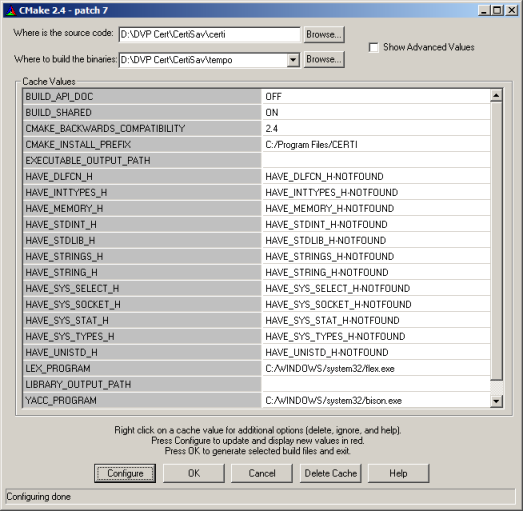 CMake 2.4 - patch 7
Where is the source code: D:\DVP Cert\CertiSav\certi Browse...
Show Advanced Values
Where to build the binaries: D:\DVP Cert\CertiSav\tempo Browse...
Cache Values
BUILD_API_DOC OFF
BUILD_SHARED ON
CMAKE_BACKWARDS_COMPATIBILITY 2.4
CMAKE_INSTALL_PREFIX C:/Program Files/CERTI
EXECUTABLE_OUTPUT_PATH
HAVE_DLFCN_H HAVE_DLFCN_H-NOTFOUND
HAVE_INTTYPES_H HAVE_INTTYPES_H-NOTFOUND
HAVE_MEMORY_H HAVE_MEMORY_H-NOTFOUND
HAVE_STDINT_H HAVE_STDINT_H-NOTFOUND
HAVE_STDLIB_H HAVE_STDLIB_H-NOTFOUND
HAVE_STRINGS_H HAVE_STRINGS_H-NOTFOUND
HAVE_STRING_H HAVE_STRING_H-NOTFOUND
HAVE_SYS_SELECT_H HAVE_SYS_SELECT_H-NOTFOUND
HAVE_SYS_SOCKET_H HAVE_SYS_SOCKET_H-NOTFOUND
HAVE_SYS_STAT_H HAVE_SYS_STAT_H-NOTFOUND
HAVE_SYS_TYPES_H HAVE_SYS_TYPES_H-NOTFOUND
HAVE_UNISTD_H HAVE_UNISTD_H-NOTFOUND
LEX_PROGRAM C:/WINDOWS/system32/flex.exe
LIBRARY_OUTPUT_PATH
YACC_PROGRAM C:/WINDOWS/system32/bison.exe
Right click on a cache value for additional options (delete, ignore, and help).
Press Configure to update and display new values in red.
Press OK to generate selected build files and exit.
Configure OK Cancel Delete Cache Help
Configuring done